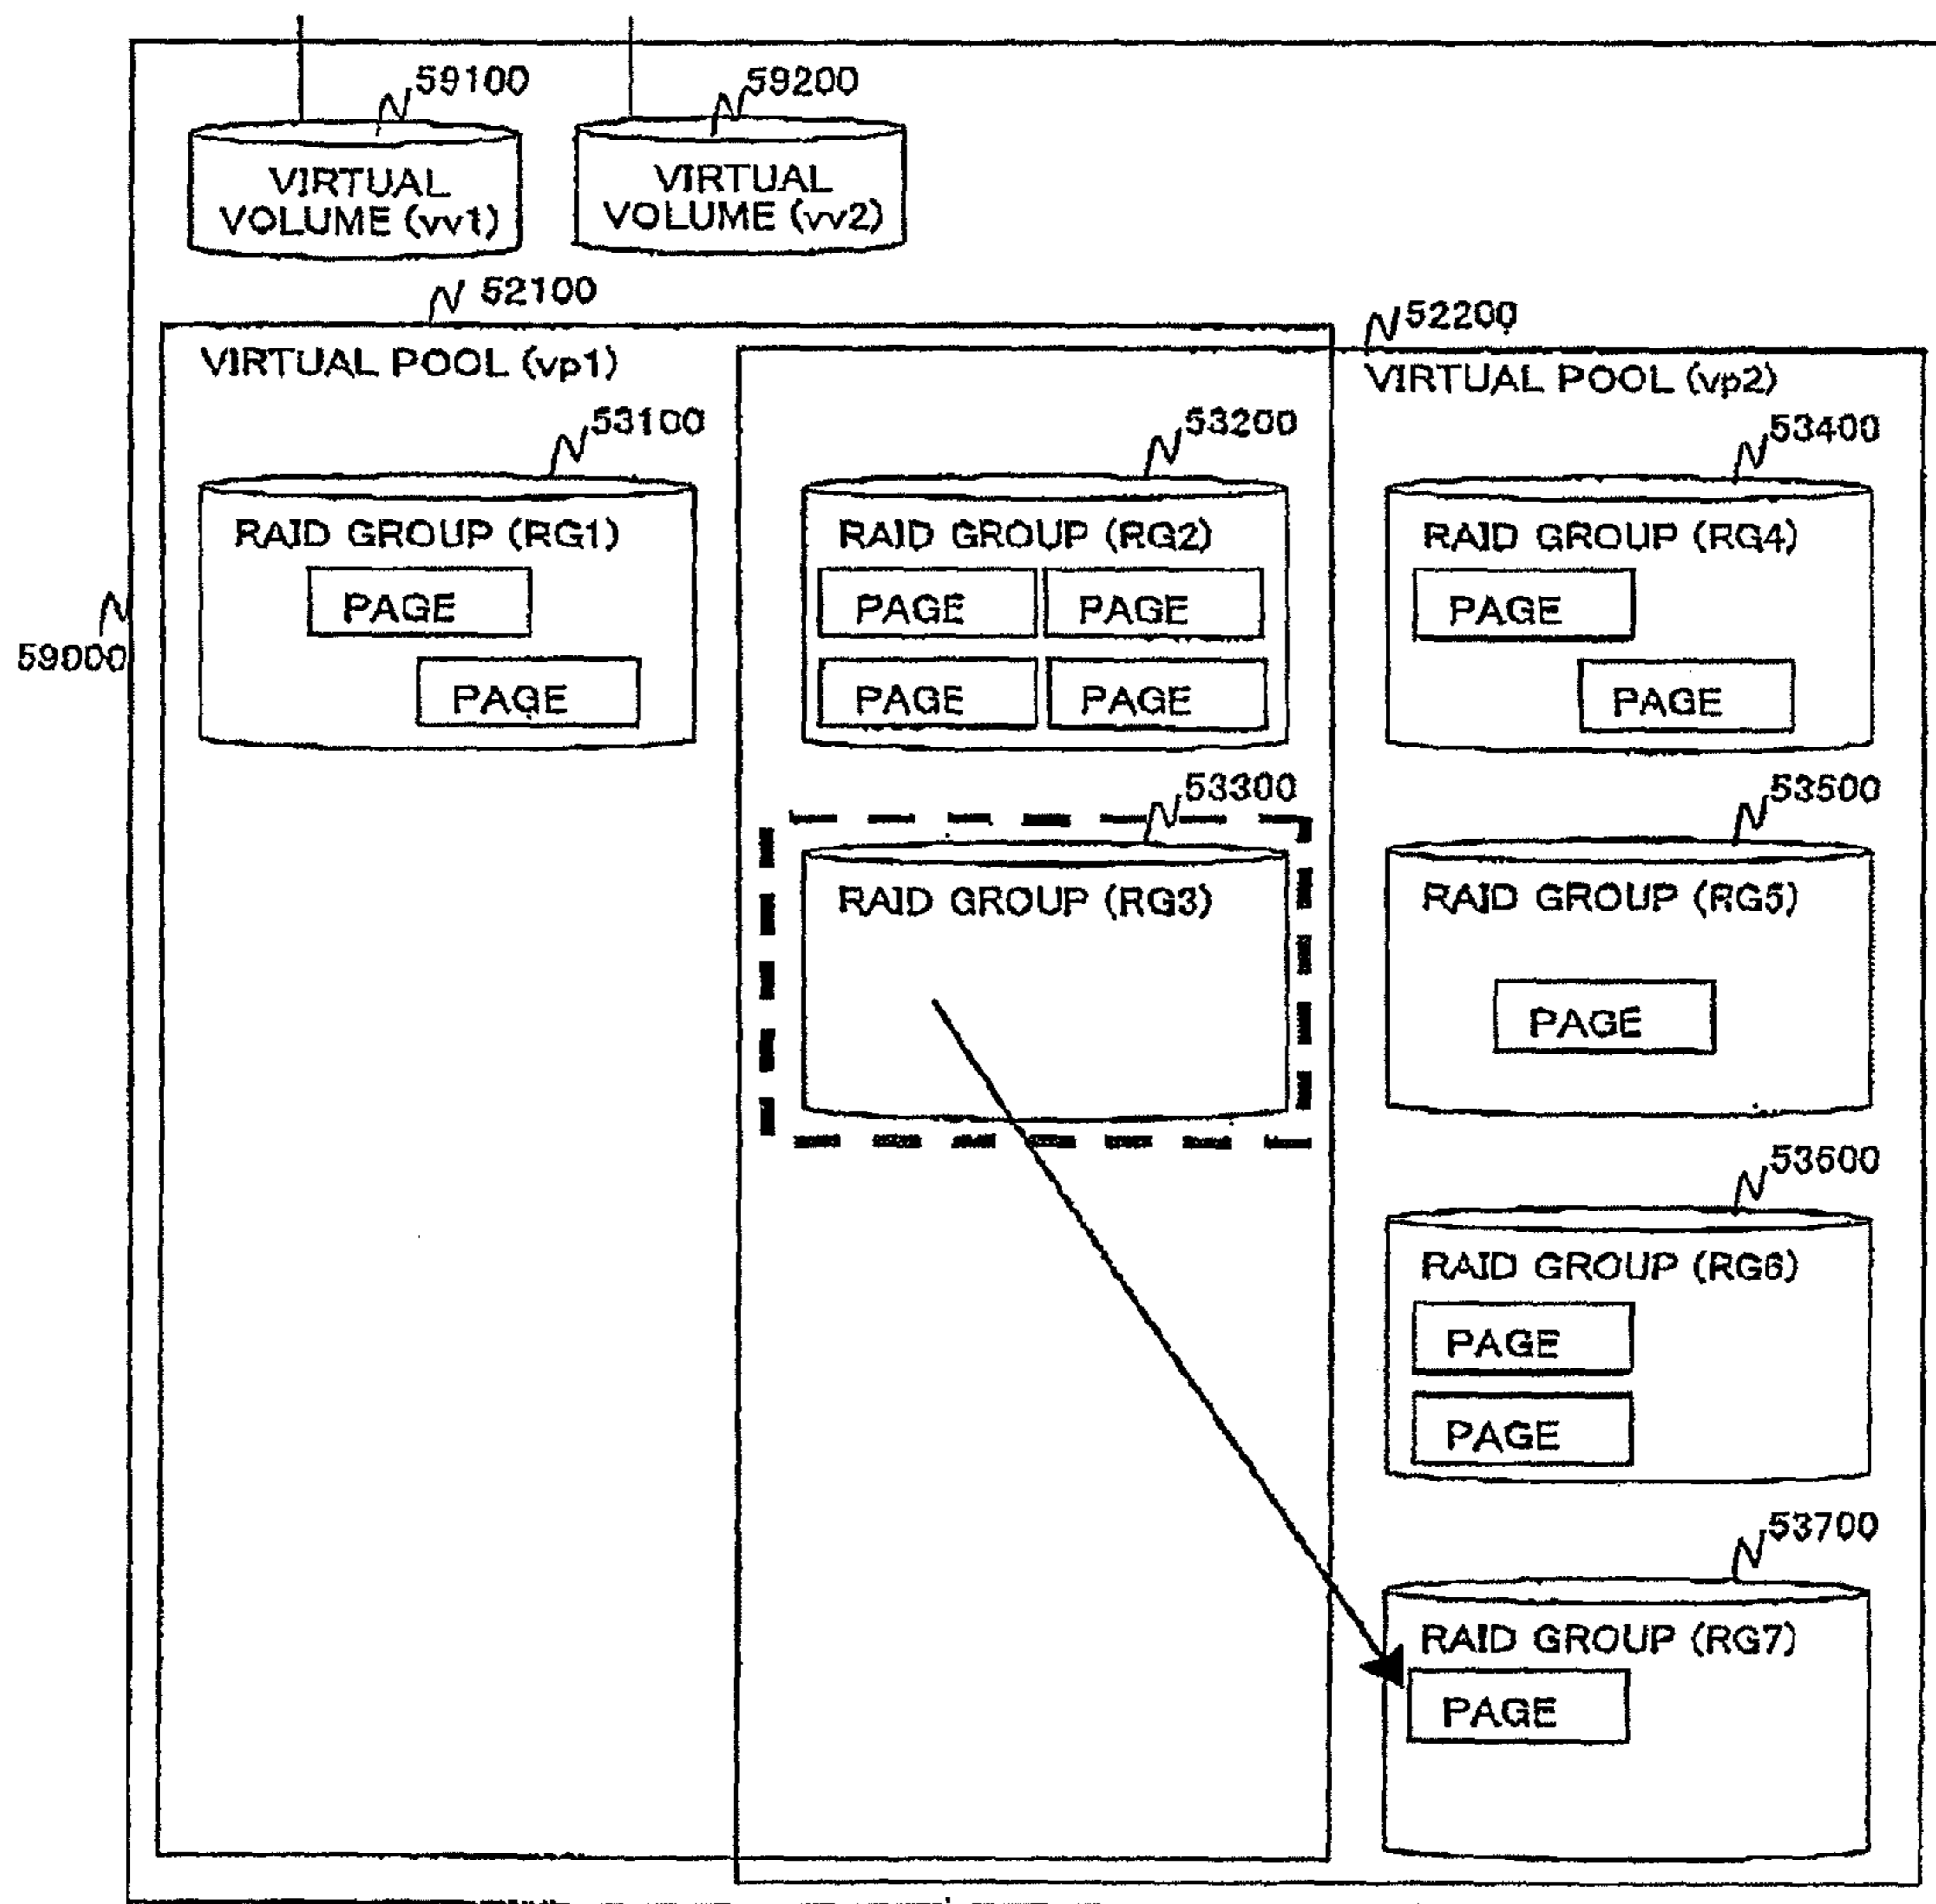 59100
59200
VIRTUAL
VOLUME (vv1)
VIRTUAL
VOLUME (vv2)
52100
52200
VIRTUAL POOL (vp1)
VIRTUAL POOL (vp2)
53100
53200
53400
RAID GROUP (RG1)
RAID GROUP (RG2)
RAID GROUP (RG4)
PAGE
PAGE PAGE
PAGE
59000
PAGE
PAGE PAGE
PAGE
53300
53500
RAID GROUP (RG3)
RAID GROUP (RG5)
PAGE
53600
RAID GROUP (RG6)
PAGE
PAGE
53700
RAID GROUP (RG7)
PAGE